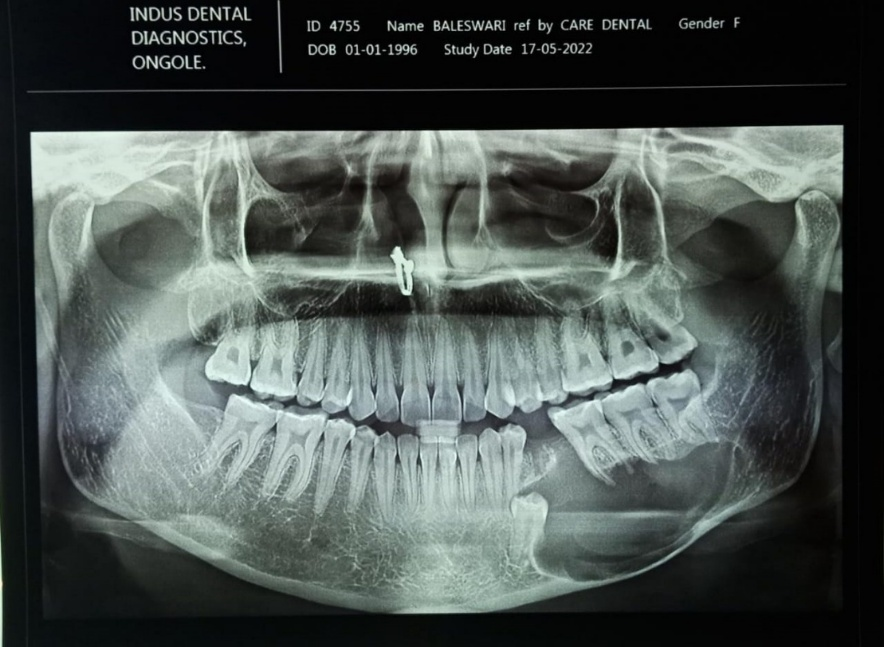 INDUS DENTAL
DIAGNOSTICS,
ONGOLE.
ID 4755 Name BALESWARI ref by CARE DENTAL Gender F
DOB 01-01-1996 Study Date 17-05-2022